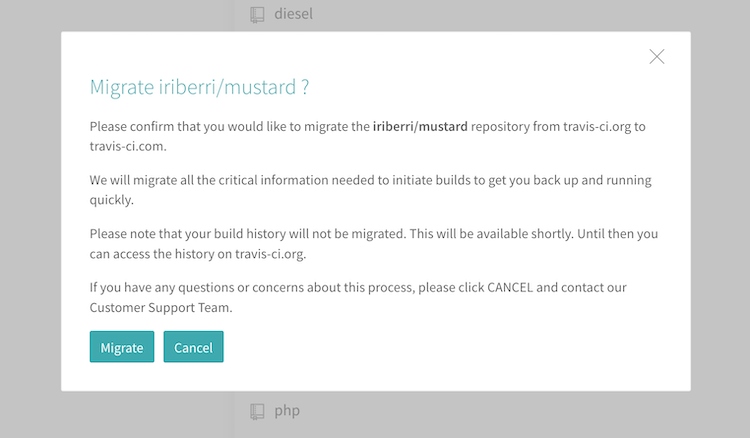 diesel
Migrate iriberri/mustard ?
Please confirm that you would like to migrate the iriberri/mustard repository from travis-ci.org to
travis-ci.com.
We will migrate all the critical information needed to initiate builds to get you back up and running
quickly.
Please note that your build history will not be migrated. This will be available shortly. Until then you
can access the history on travis-ci.org.
If you have any questions or concerns about this process, please click CANCEL and contact our
Customer Support Team.
Migrate Cancel
php